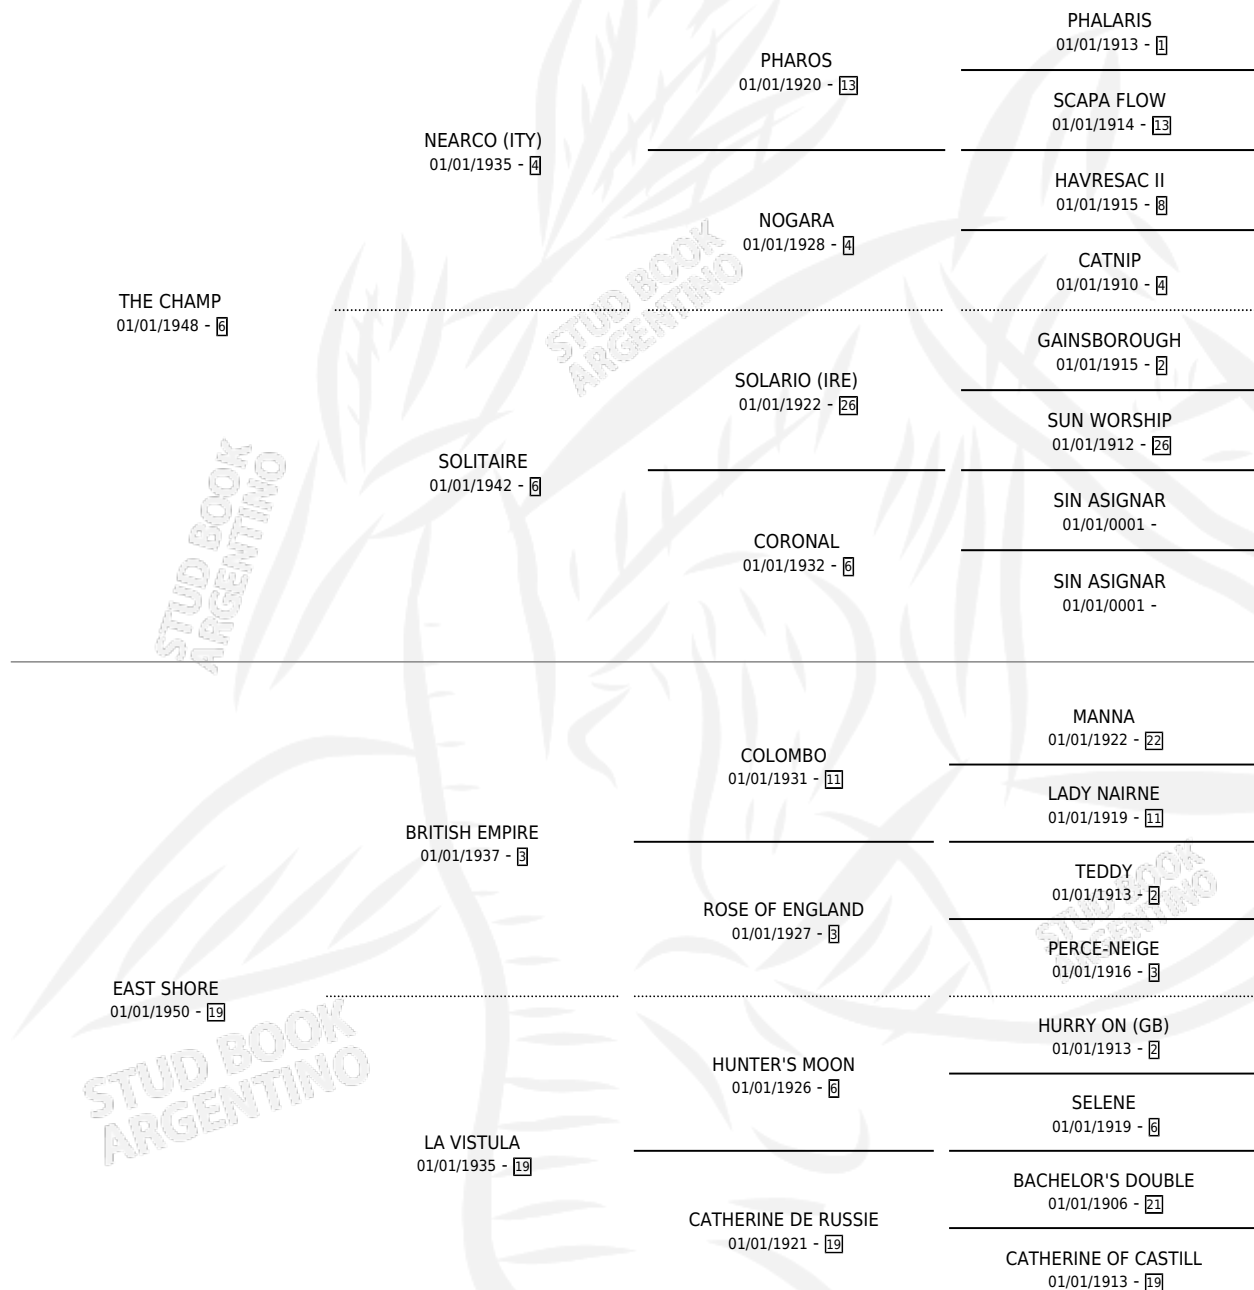 PHALARIS
01/01/1913 - 1
PHAROS
01/01/1920 - 13
SCAPA FLOW
01/01/1914 - 13
NEARCO (ITY)
01/01/1935 - 4
HAVRESAC II
01/01/1915 - 8
NOGARA
01/01/1928 - 4
CATNIP
01/01/1910 - 4
THE CHAMP
01/01/1948 - 6
STUD BOOK
ARGENTINO
GAINSBOROUGH
01/01/1915 - 2
SOLARIO (IRE)
01/01/1922 - 26
SUN WORSHIP
01/01/1912 - 26
SOLITAIRE
01/01/1942 - 6
SIN ASIGNAR
01/01/0001 -
CORONAL
01/01/1932 - 6
SIN ASIGNAR
01/01/0001 -
STUD BOOK
ARGENTINO
MANNA
01/01/1922 - 22
COLOMBO
01/01/1931 - 11
LADY NAIRNE
01/01/1919 - 11
BRITISH EMPIRE
01/01/1937 - 3
TEDDY
01/01/1913 - 2
ROSE OF ENGLAND
01/01/1927 - 3
STUD BOOK
ARGENTINO
PERCE-NEIGE
01/01/1916 - 3
EAST SHORE
01/01/1950 - 19
HURRY ON (GB)
01/01/1913 - 2
HUNTER'S MOON
01/01/1926 - 6
STUD BOOK
ARGENTINO
SELENE
01/01/1919 - 6
LA VISTULA
01/01/1935 - 19
BACHELOR'S DOUBLE
01/01/1906 - 21
CATHERINE DE RUSSIE
01/01/1921 - 19
CATHERINE OF CASTILL
01/01/1913 - 19